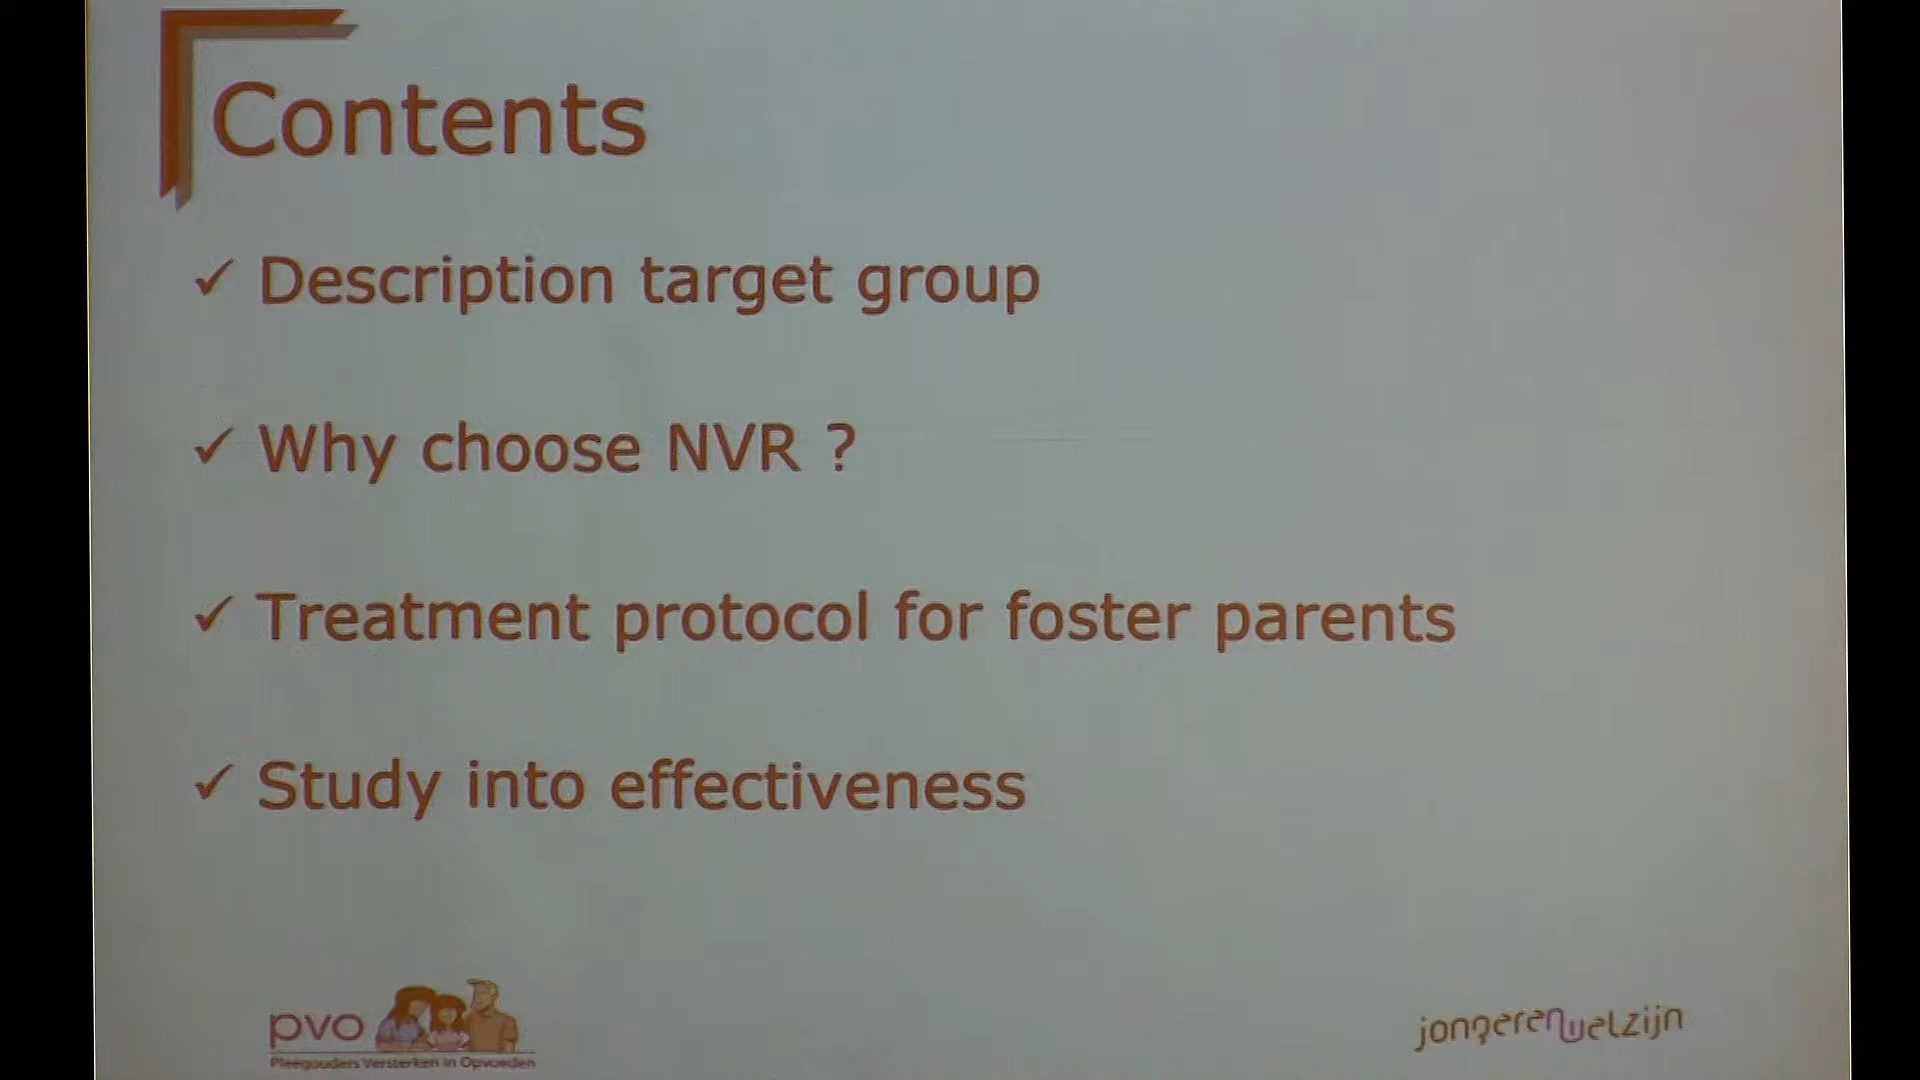 Contents
✓ Description target group
✓ Why choose NVR ?
✓ Treatment protocol for foster parents
✓ Study into effectiveness
pvo
Pleegouders Versterken in Opvoeden
jongerenwelzijn